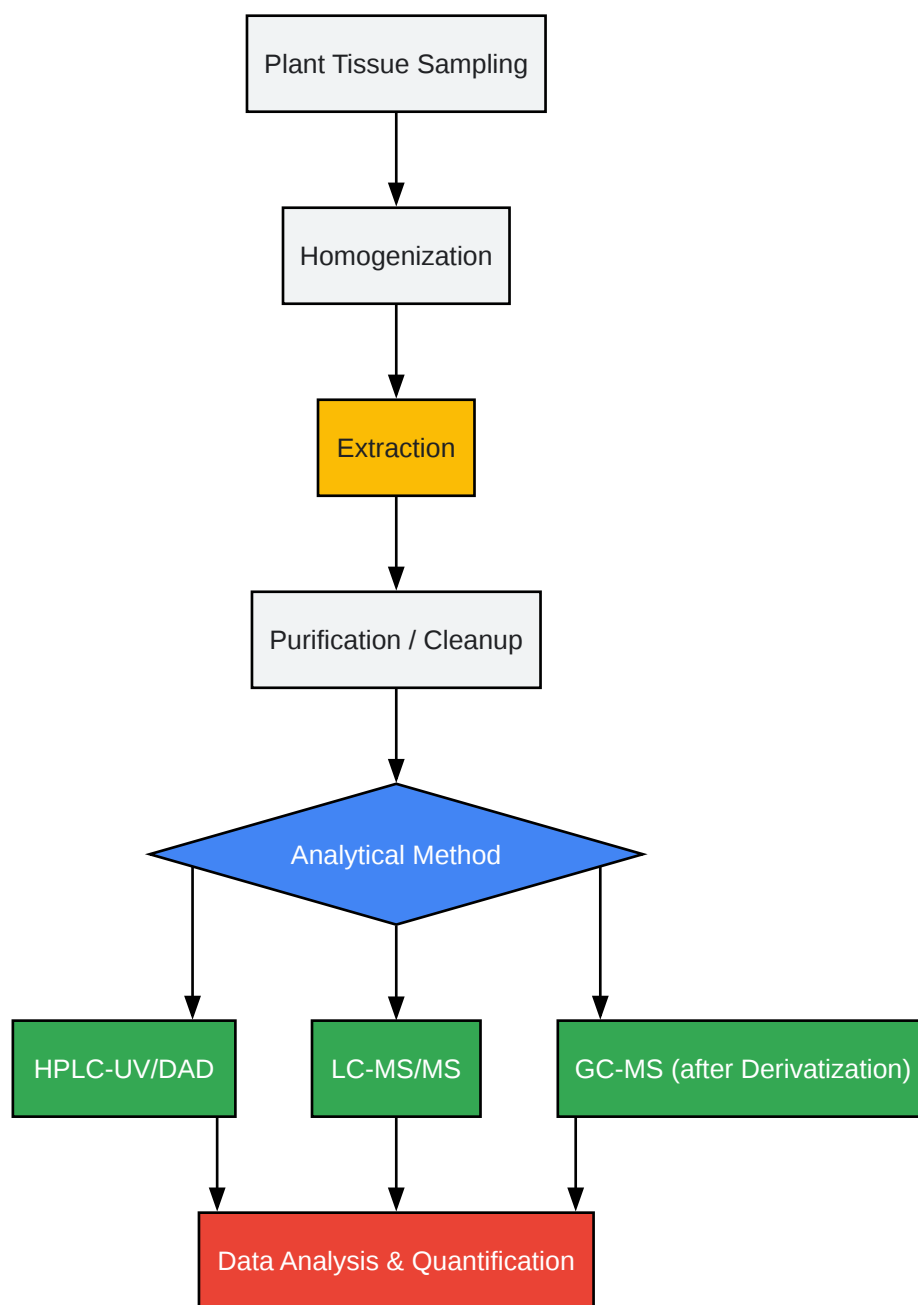 Plant Tissue Sampling
Homogenization
Extraction
Purification / Cleanup
Analytical Method
HPLC-UV/DAD
LC-MS/MS
GC-MS (after Derivatization)
Data Analysis & Quantification